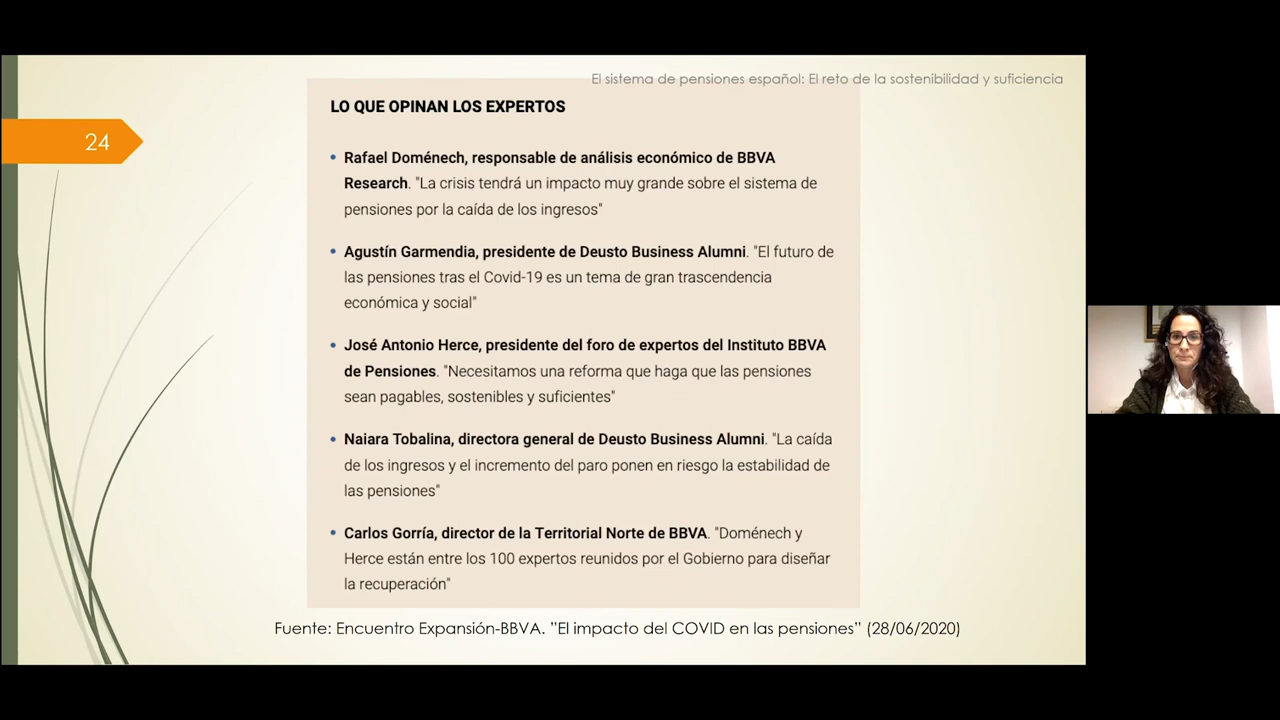 El sistema de pensiones español: El reto de la sostenibilidad y suficiencia
24
LO QUE OPINAN LOS EXPERTOS
• Rafael Doménech, responsable de análisis económico de BBVA
Research. "La crisis tendrá un impacto muy grande sobre el sistema de
pensiones por la caída de los ingresos"
• Agustín Garmendia, presidente de Deusto Business Alumni. "El futuro de
las pensiones tras el Covid-19 es un tema de gran trascendencia
económica y social"
• José Antonio Herce, presidente del foro de expertos del Instituto BBVA
de Pensiones. "Necesitamos una reforma que haga que las pensiones
sean pagables, sostenibles y suficientes"
• Naiara Tobalina, directora general de Deusto Business Alumni. "La caída
de los ingresos y el incremento del paro ponen en riesgo la estabilidad de
las pensiones"
• Carlos Gorría, director de la Territorial Norte de BBVA. "Doménech y
Herce están entre los 100 expertos reunidos por el Gobierno para diseñar
la recuperación"
Fuente: Encuentro Expansión-BBVA. ”El impacto del COVID en las pensiones” (28/06/2020)